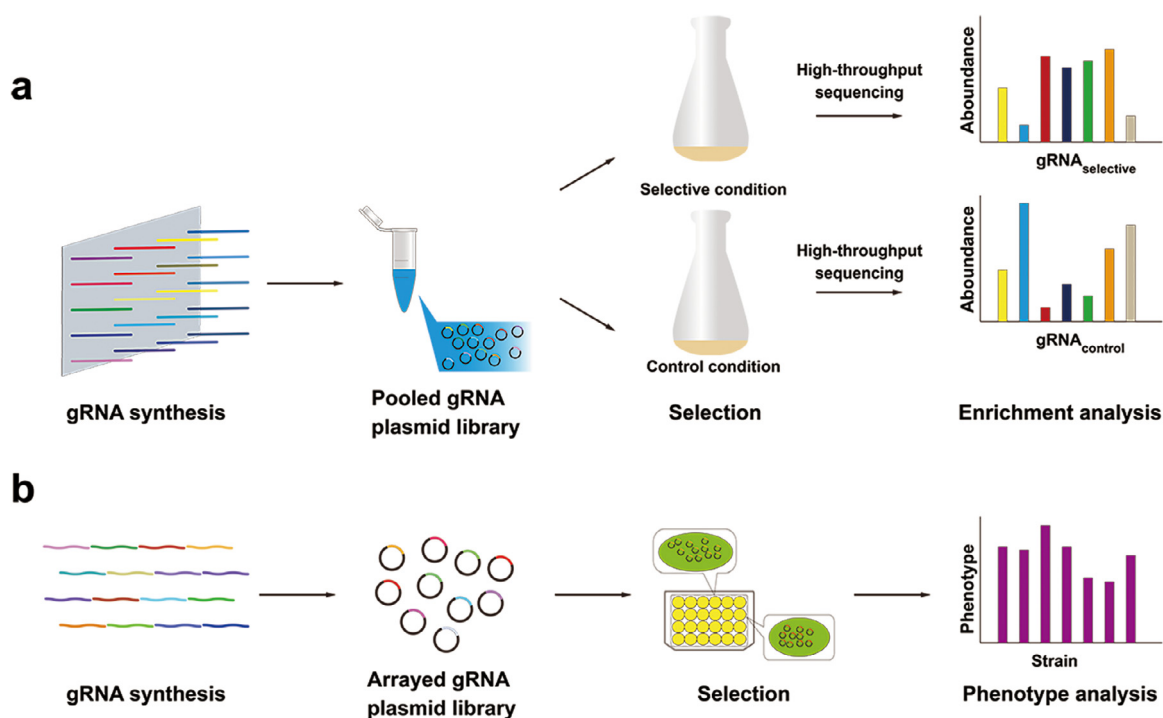 a
gRNA synthesis
Pooled gRNA
plasmid library
Selective condition
Control condition
Selection
High-throughput
sequencing
High-throughput
sequencing
Aboundance
gRNAselective
Aboundance
gRNAcontrol
Enrichment analysis
b
gRNA synthesis
Arrayed gRNA
plasmid library
Selection
Phenotype
Strain
Phenotype analysis